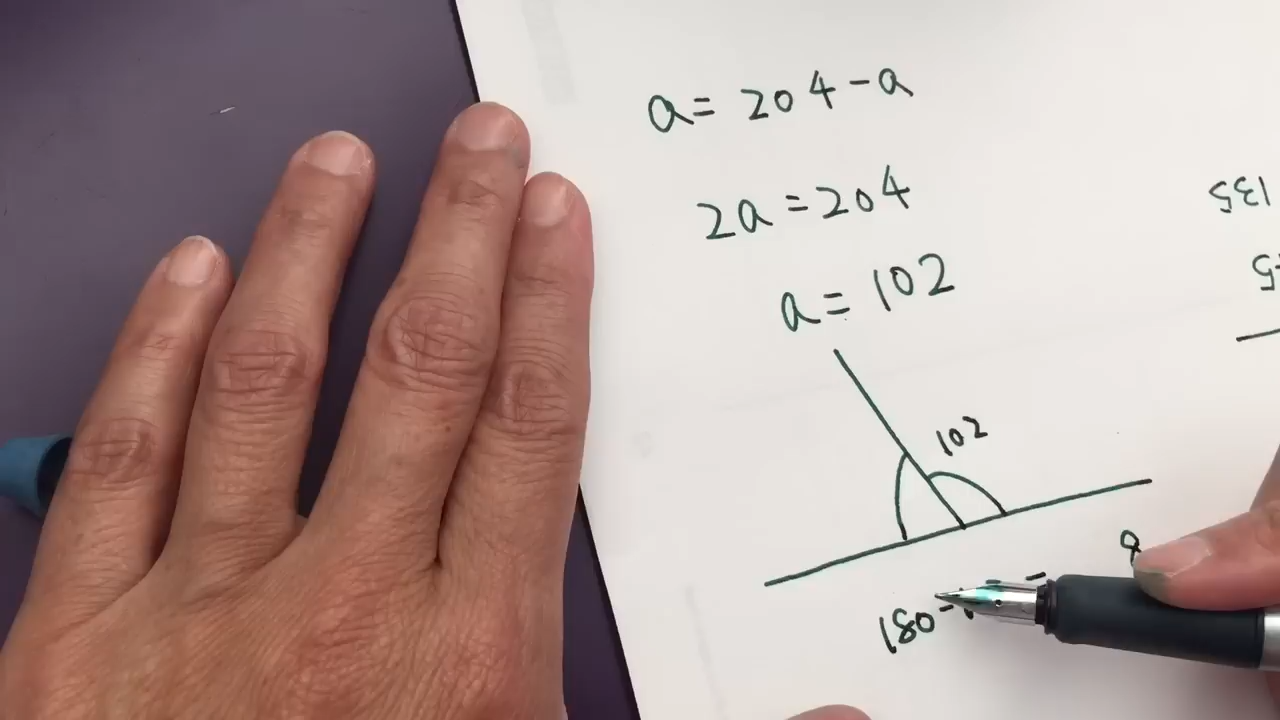 a = 204 - a
2a = 204
a = 102
102
180 -
135